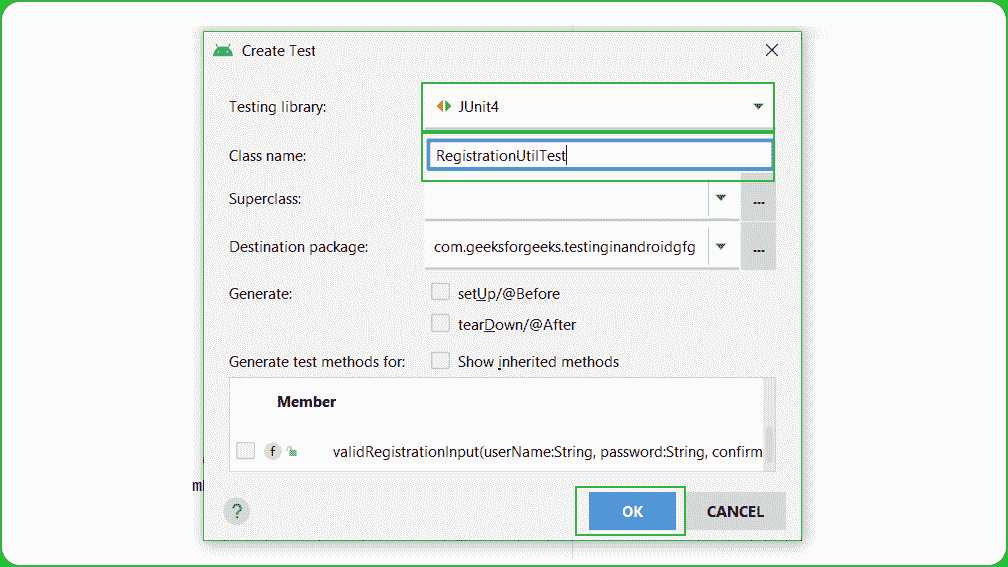 Create Test
Testing library: JUnit4
Class name: RegistrationUtilTest
Superclass: ...
Destination package: com.geeksforgeeks.testinginandroidgfg ...
Generate: setUp/@Before
tearDown/@After
Generate test methods for: Show inherited methods
Member
f validRegistrationInput(userName:String, password:String, confirm
? OK CANCEL